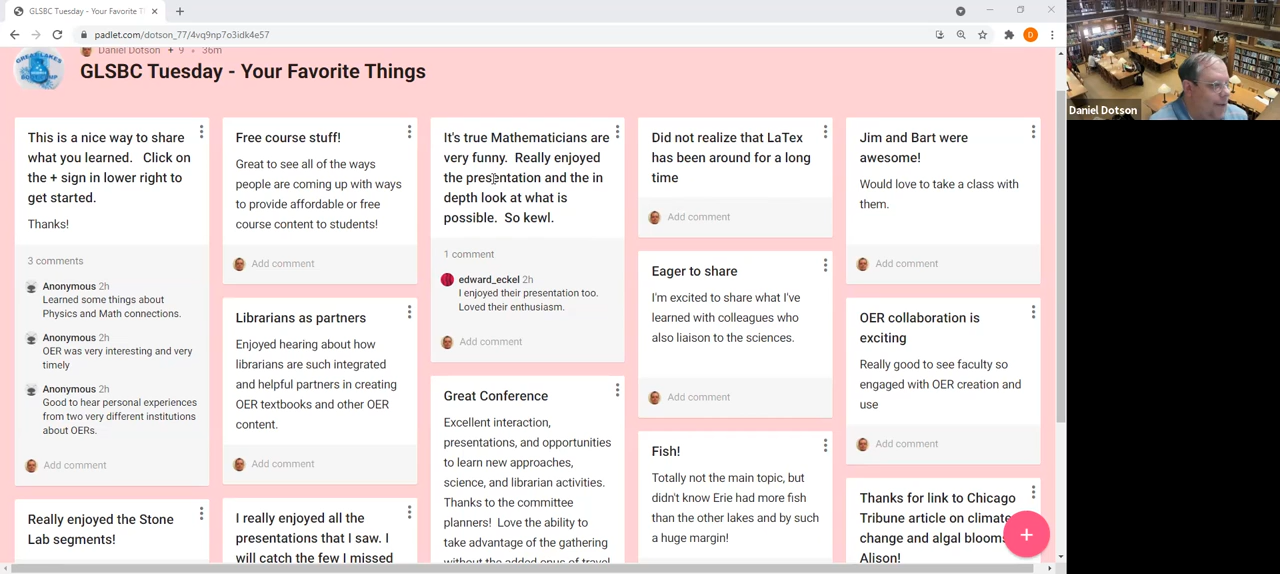 GLSBC Tuesday - Your Favorite T
padlet.com/dotson_77/4vq9np7o3idk4e57
D
Daniel Dotson + 9 • 36m
GREAT LAKES
GLSBC Tuesday - Your Favorite Things
This is a nice way to share
what you learned. Click on
the + sign in lower right to
get started.
Thanks!
3 comments
Anonymous 2h
Learned some things about
Physics and Math connections.
Anonymous 2h
OER was very interesting and very
timely
Anonymous 2h
Good to hear personal experiences
from two very different institutions
about OERs.
Add comment
Really enjoyed the Stone
Lab segments!
Free course stuff!
Great to see all of the ways
people are coming up with ways
to provide affordable or free
course content to students!
Add comment
Librarians as partners
Enjoyed hearing about how
librarians are such integrated
and helpful partners in creating
OER textbooks and other OER
content.
Add comment
I really enjoyed all the
presentations that I saw. I
will catch the few I missed
It's true Mathematicians are
very funny. Really enjoyed
the presentation and the in
depth look at what is
possible. So kewl.
1 comment
edward_eckel 2h
I enjoyed their presentation too.
Loved their enthusiasm.
Add comment
Great Conference
Excellent interaction,
presentations, and opportunities
to learn new approaches,
science, and librarian activities.
Thanks to the committee
planners! Love the ability to
take advantage of the gathering
without the added onus of travel
Did not realize that LaTex
has been around for a long
time
Add comment
Eager to share
I'm excited to share what I've
learned with colleagues who
also liaison to the sciences.
Add comment
Fish!
Totally not the main topic, but
didn't know Erie had more fish
than the other lakes and by such
a huge margin!
Jim and Bart were
awesome!
Would love to take a class with
them.
Add comment
OER collaboration is
exciting
Really good to see faculty so
engaged with OER creation and
use
Add comment
Thanks for link to Chicago
Tribune article on climate
change and algal blooms
Alison!
Daniel Dotson